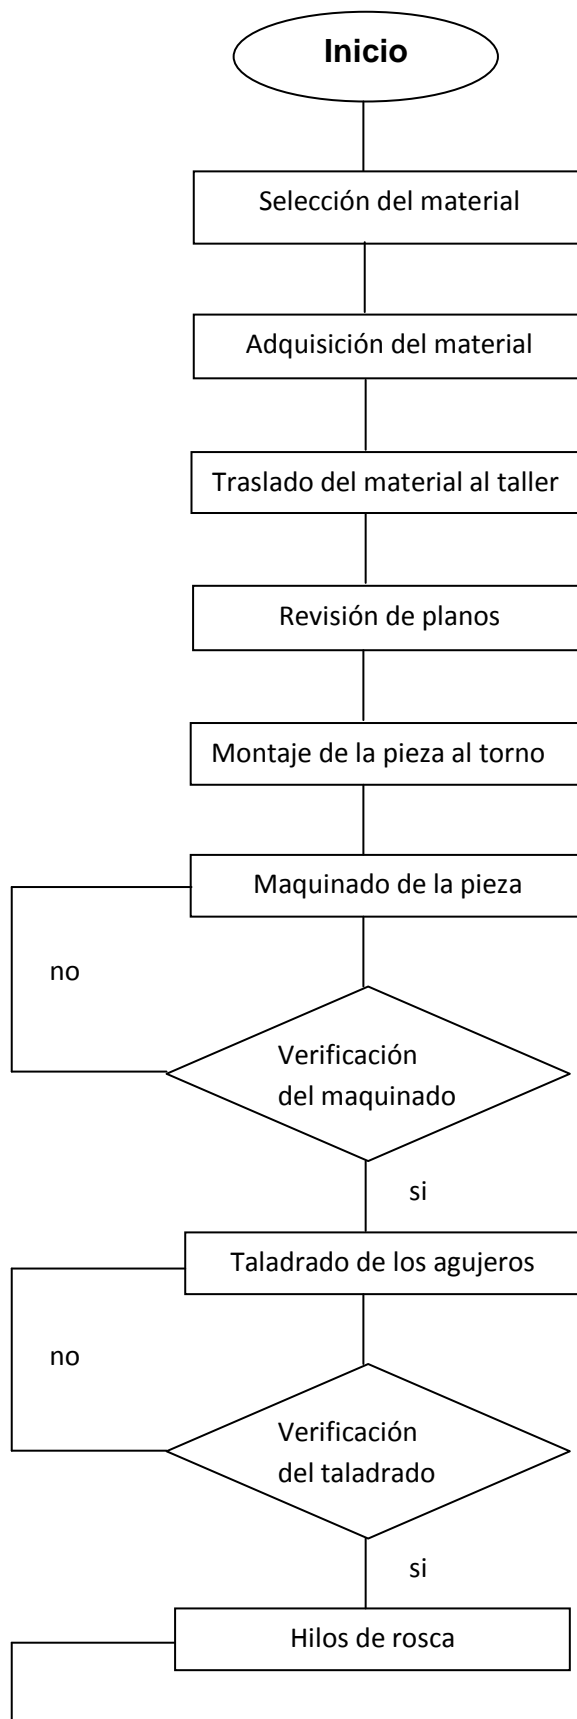 Inicio
Selección del material
Adquisición del material
Traslado del material al taller
Revisión de planos
Montaje de la pieza al torno
Maquinado de la pieza
no
Verificación
del maquinado
si
Taladrado de los agujeros
no
Verificación
del taladrado
si
Hilos de rosca